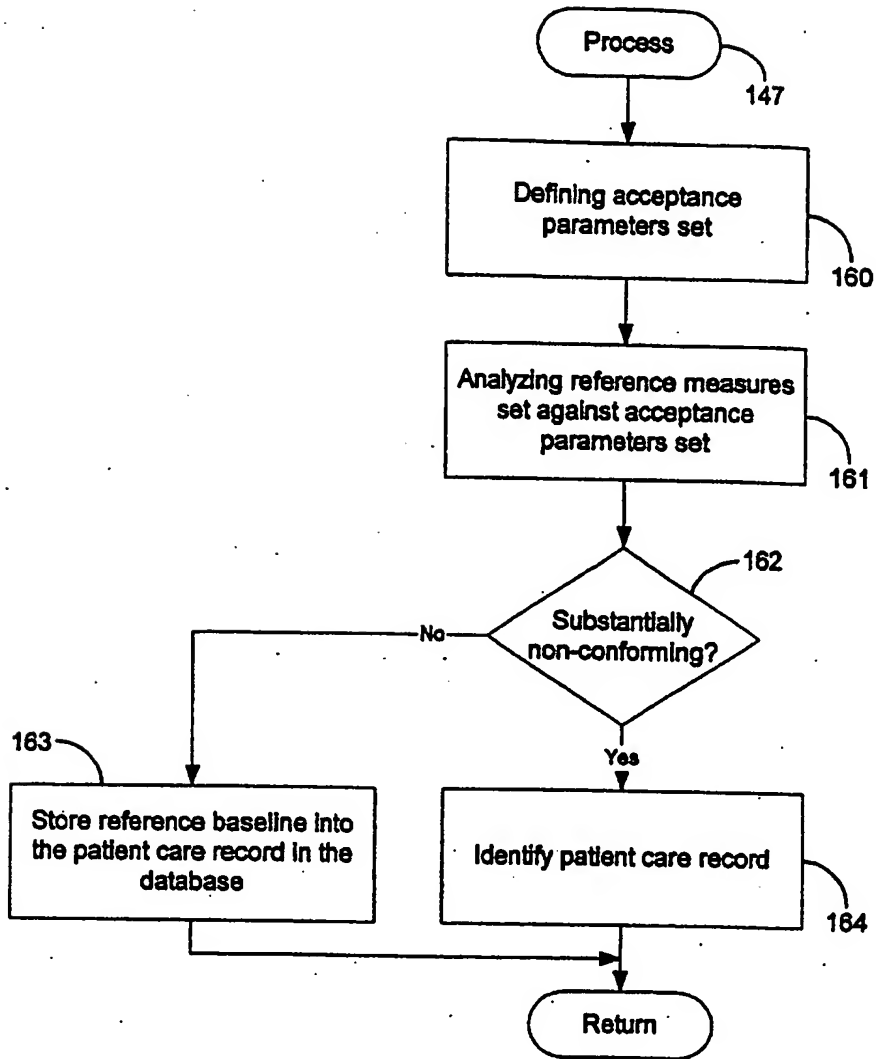 Process
147
Defining acceptance
parameters set
160
Analyzing reference measures
set against acceptance
parameters set
161
162
Substantially
non-conforming?
No
Yes
163
Store reference baseline into
the patient care record in the
database
Identify patient care record
164
Return